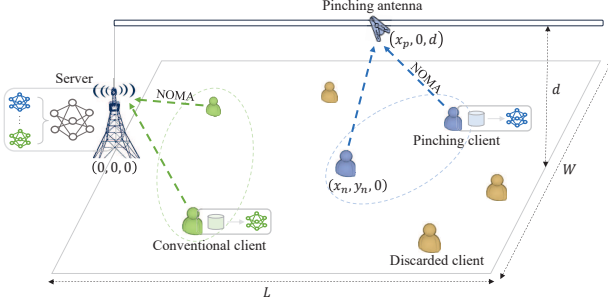 Pinching antenna
(x_p, 0, d)
Server
NOMA
NOMA
d
Pinching client
W
(0, 0, 0)
(x_n, y_n, 0)
Conventional client
Discarded client
L